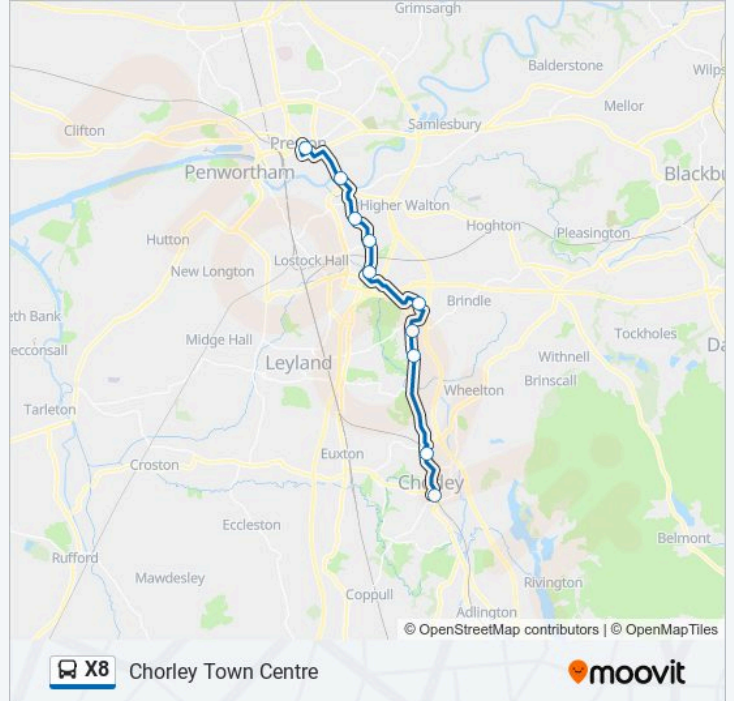 Grimsargh
Balderstone
Wilps
Mellor
Clifton
Samlesbury
Preston
Penwortham
Blackbu
Higher Walton
Hoghton
Pleasington
Hutton
Lostock Hall
New Longton
Brindle
eth Bank
Tockholes
ecconsall
Midge Hall
Da
Withnell
Leyland
Brinscall
Wheelton
Tarleton
Euxton
Croston
Chorley
Eccleston
Belmont
Rufford
Mawdesley
Rivington
Coppull
Adlington
© OpenStreetMap contributors | © OpenMapTiles
X8 Chorley Town Centre
moovit